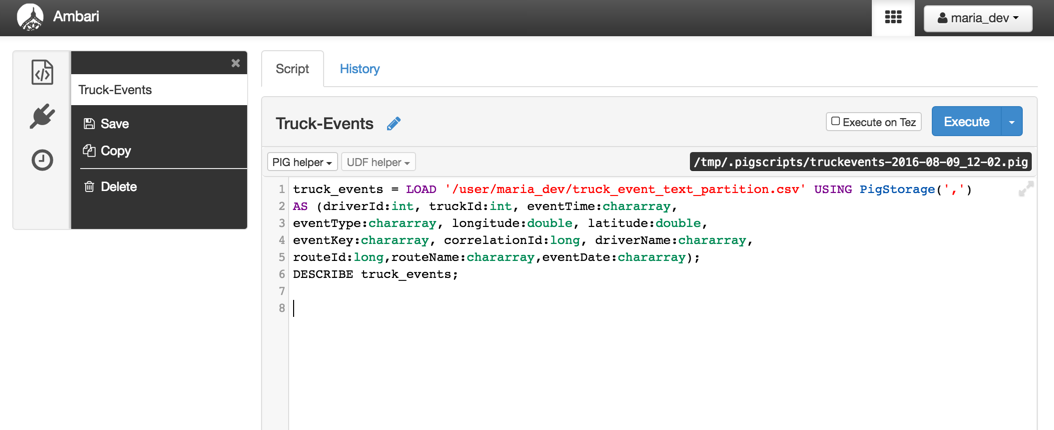 Ambari
maria_dev
Truck-Events
Save
Copy
Delete
Script
History
Truck-Events
Execute on Tez
Execute
PIG helper
UDF helper
/tmp/.pigscripts/truckevents-2016-08-09_12-02.pig
1 truck_events = LOAD '/user/maria_dev/truck_event_text_partition.csv' USING PigStorage(',')
2 AS (driverId:int, truckId:int, eventTime:chararray,
3 eventType:chararray, longitude:double, latitude:double,
4 eventKey:chararray, correlationId:long, driverName:chararray,
5 routeId:long,routeName:chararray,eventDate:chararray);
6 DESCRIBE truck_events;
7
8